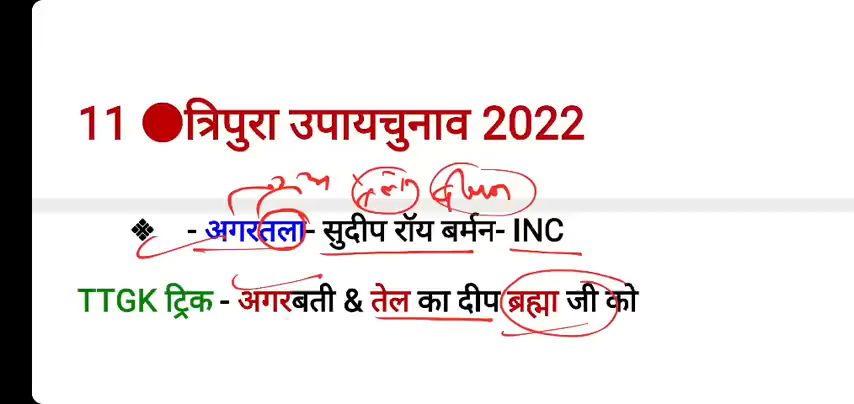 11 ●त्रिपुरा उपायचुनाव 2022
❖ - अगरतला- सुदीप रॉय बर्मन- INC
TTGK ट्रिक - अगरबती & तेल का दीप ब्रह्मा जी को